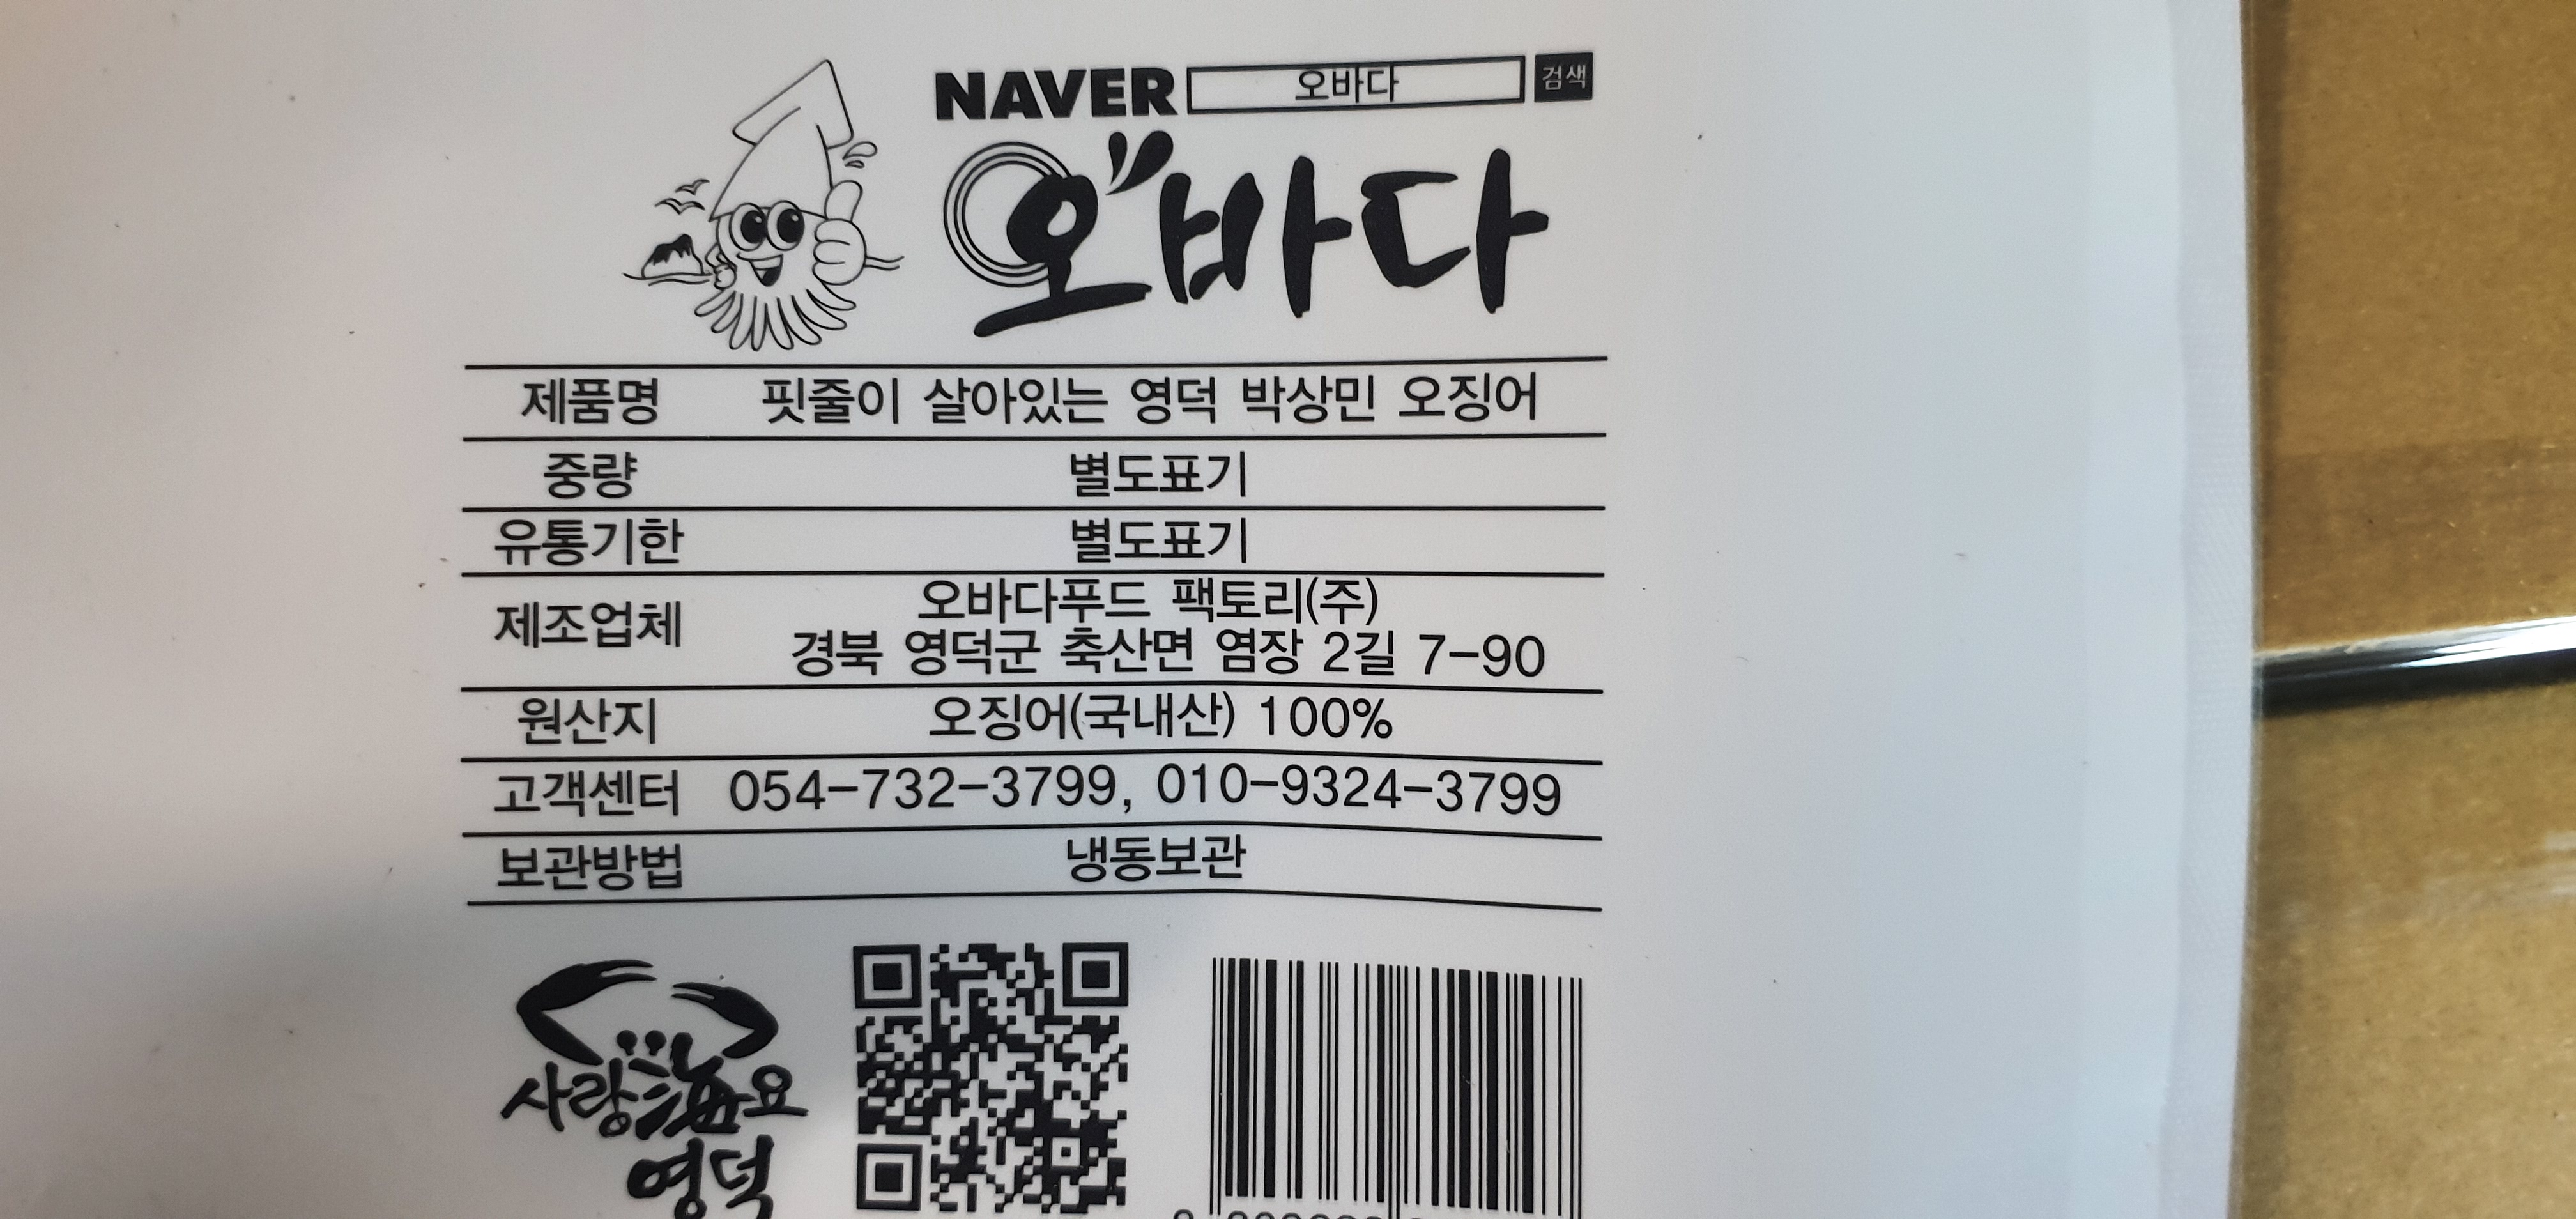 NAVER 오바다 검색
오바다
제품명 핏줄이 살아있는 영덕 박상민 오징어
중량 별도표기
유통기한 별도표기
제조업체 오바다푸드 팩토리(주)
경북 영덕군 축산면 염장 2길 7-90
원산지 오징어(국내산) 100%
고객센터 054-732-3799, 010-9324-3799
보관방법 냉동보관
사랑海요
영덕